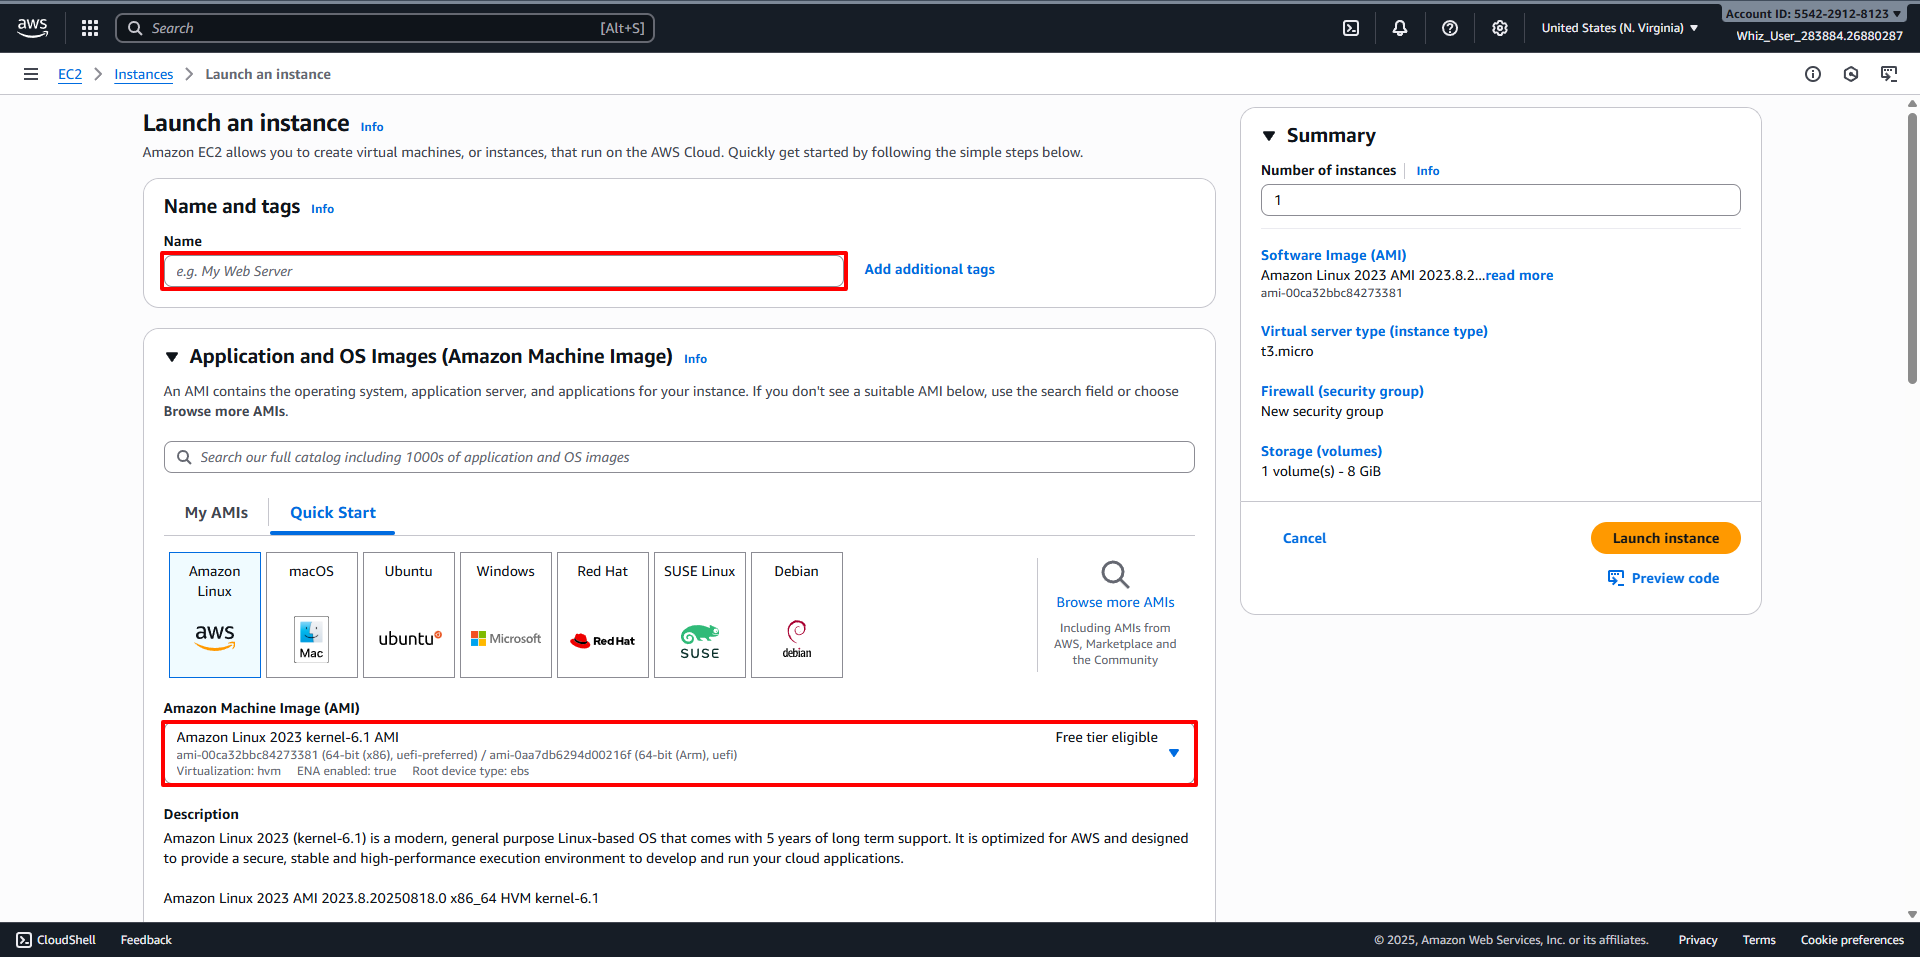 aws
Search [Alt+S]
United States (N. Virginia)
Account ID: 5542-2912-8123
Whiz_User_283884.26880287
EC2 > Instances > Launch an instance
Launch an instance Info
Amazon EC2 allows you to create virtual machines, or instances, that run on the AWS Cloud. Quickly get started by following the simple steps below.
Name and tags Info
Name
e.g. My Web Server
Add additional tags
Application and OS Images (Amazon Machine Image) Info
An AMI contains the operating system, application server, and applications for your instance. If you don't see a suitable AMI below, use the search field or choose
Browse more AMIs.
Search our full catalog including 1000s of application and OS images
My AMIs
Quick Start
Amazon
Linux
aws
macOS
Mac
Ubuntu
ubuntu
Windows
Microsoft
Red Hat
Red Hat
SUSE Linux
SUSE
Debian
debian
Browse more AMIs
Including AMIs from
AWS, Marketplace and
the Community
Amazon Machine Image (AMI)
Amazon Linux 2023 kernel-6.1 AMI Free tier eligible
ami-00ca32bbc84273381 (64-bit (x86), uefi-preferred) / ami-0aa7db6294d00216f (64-bit (Arm), uefi)
Virtualization: hvm ENA enabled: true Root device type: ebs
Description
Amazon Linux 2023 (kernel-6.1) is a modern, general purpose Linux-based OS that comes with 5 years of long term support. It is optimized for AWS and designed
to provide a secure, stable and high-performance execution environment to develop and run your cloud applications.
Amazon Linux 2023 AMI 2023.8.20250818.0 x86_64 HVM kernel-6.1
Summary
Number of instances Info
1
Software Image (AMI)
Amazon Linux 2023 AMI 2023.8.2...read more
ami-00ca32bbc84273381
Virtual server type (instance type)
t3.micro
Firewall (security group)
New security group
Storage (volumes)
1 volume(s) - 8 GiB
Cancel
Launch instance
Preview code
CloudShell
Feedback
© 2025, Amazon Web Services, Inc. or its affiliates.
Privacy
Terms
Cookie preferences